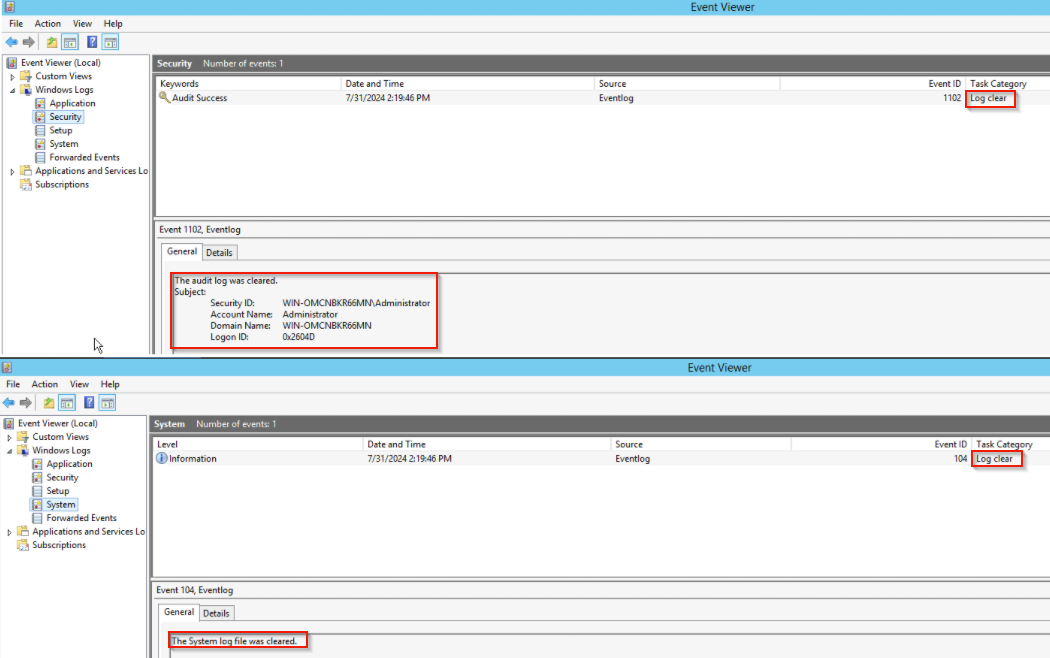 Event Viewer
File Action View Help
Event Viewer (Local)
Custom Views
Windows Logs
Application
Security
Setup
System
Forwarded Events
Applications and Services Lo
Subscriptions
Security Number of events: 1
Keywords Date and Time Source Event ID Task Category
Audit Success 7/31/2024 2:19:46 PM Eventlog 1102 Log clear
Event 1102, Eventlog
General Details
The audit log was cleared.
Subject:
Security ID: WIN-OMCNBKR66MN\Administrator
Account Name: Administrator
Domain Name: WIN-OMCNBKR66MN
Logon ID: 0x2604D
Event Viewer
File Action View Help
Event Viewer (Local)
Custom Views
Windows Logs
Application
Security
Setup
System
Forwarded Events
Applications and Services Lo
Subscriptions
System Number of events: 1
Level Date and Time Source Event ID Task Category
Information 7/31/2024 2:19:46 PM Eventlog 104 Log clear
Event 104, Eventlog
General Details
The System log file was cleared.